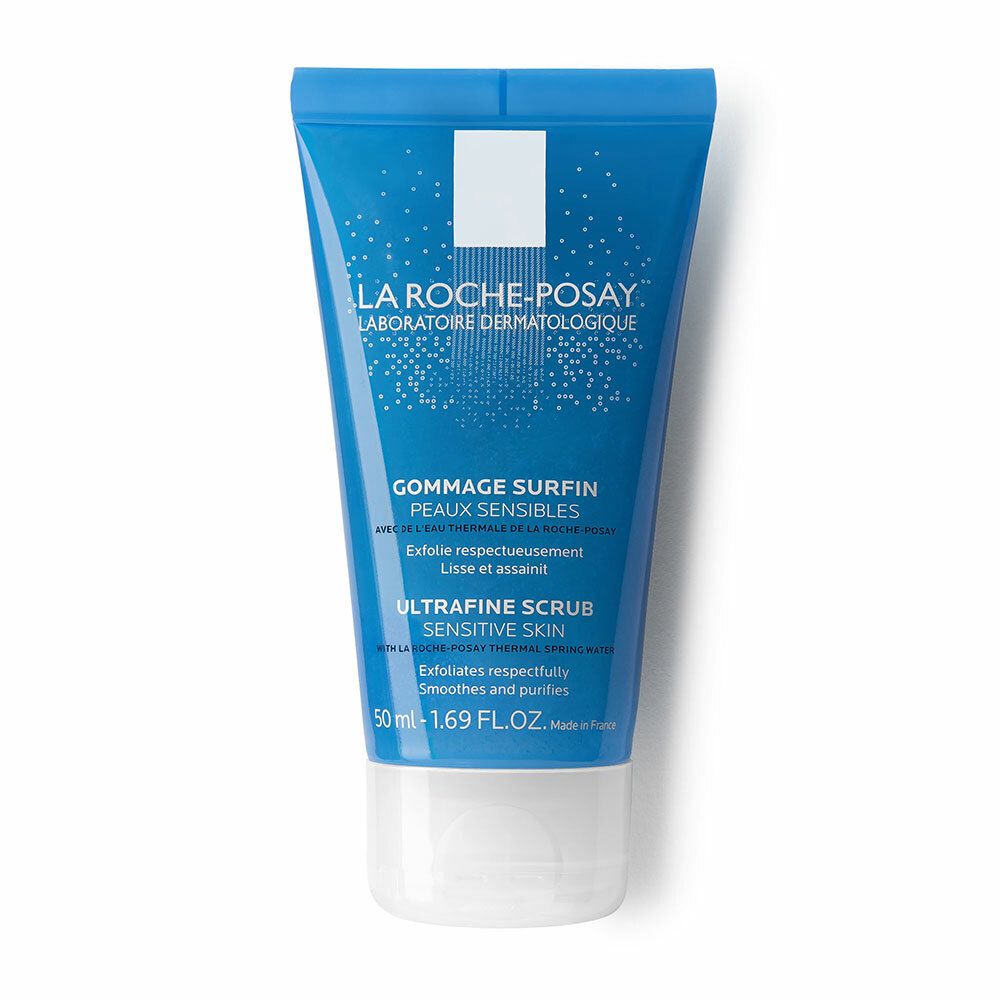 LA ROCHE-POSAY
LABORATOIRE DERMATOLOGIQUE
GOMMAGE SURFIN
PEAUX SENSIBLES
AVEC DE L'EAU THERMALE DE LA ROCHE-POSAY
Exfolie respectueusement
Lisse et assainit
ULTRAFINE SCRUB
SENSITIVE SKIN
WITH LA ROCHE-POSAY THERMAL SPRING WATER
Exfoliates respectfully
Smoothes and purifies
50 ml - 1.69 FL.OZ. Made in France